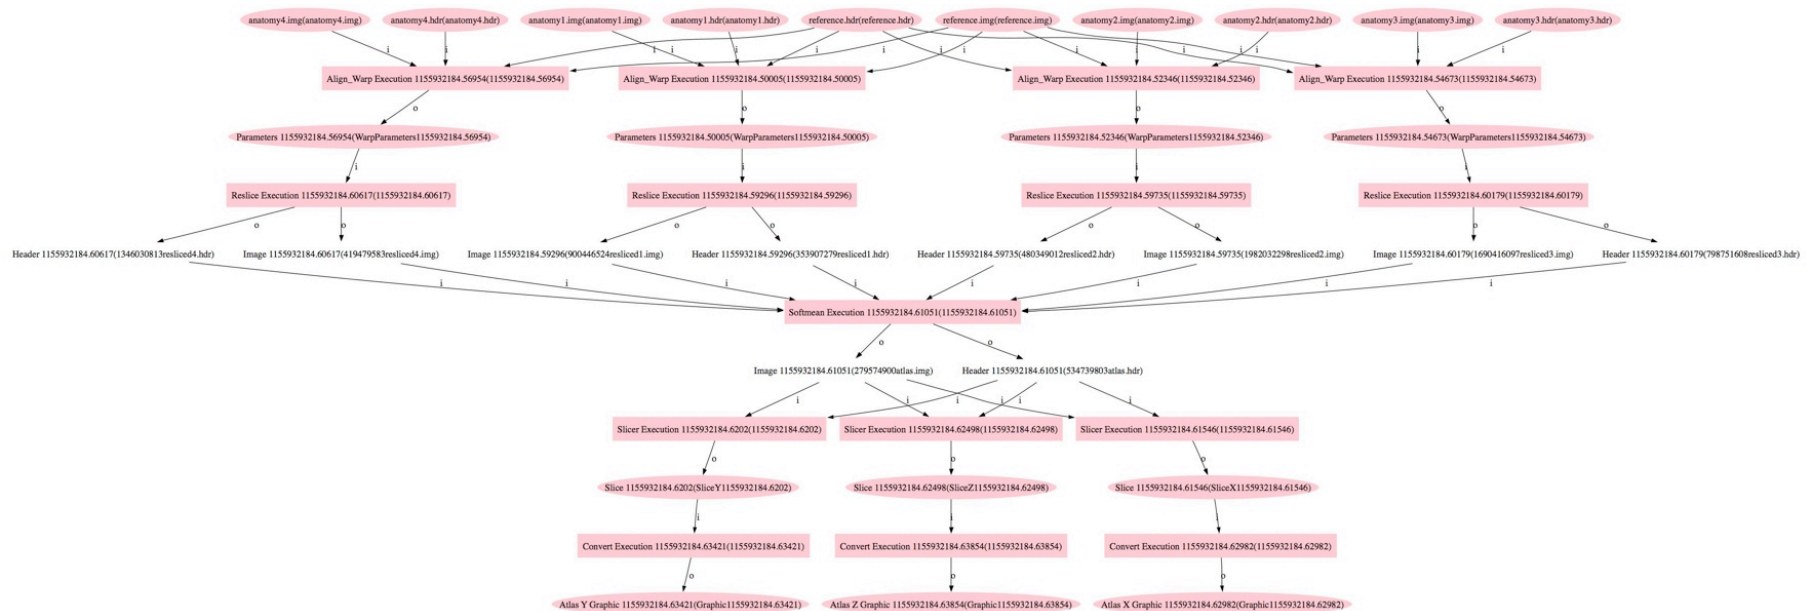 anatomy4.img(anatomy4.img)
anatomy4.hdr(anatomy4.hdr)
anatomy1.img(anatomy1.img)
anatomy1.hdr(anatomy1.hdr)
reference.hdr(reference.hdr)
reference.img(reference.img)
anatomy2.img(anatomy2.img)
anatomy2.hdr(anatomy2.hdr)
anatomy3.img(anatomy3.img)
anatomy3.hdr(anatomy3.hdr)
i i i i i i i i i i i i i i i i
Align_Warp Execution 1155932184.56954(1155932184.56954)
Align_Warp Execution 1155932184.50005(1155932184.50005)
Align_Warp Execution 1155932184.52346(1155932184.52346)
Align_Warp Execution 1155932184.54673(1155932184.54673)
o o o o
Parameters 1155932184.56954(WarpParameters1155932184.56954)
Parameters 1155932184.50005(WarpParameters1155932184.50005)
Parameters 1155932184.52346(WarpParameters1155932184.52346)
Parameters 1155932184.54673(WarpParameters1155932184.54673)
i i i i
Reslice Execution 1155932184.60617(1155932184.60617)
Reslice Execution 1155932184.59296(1155932184.59296)
Reslice Execution 1155932184.59735(1155932184.59735)
Reslice Execution 1155932184.60179(1155932184.60179)
o o o o o o o o
Header 1155932184.60617(1346030813resliced4.hdr)
Image 1155932184.60617(419479583resliced4.img)
Image 1155932184.59296(900446524resliced1.img)
Header 1155932184.59296(353907279resliced1.hdr)
Header 1155932184.59735(480349012resliced2.hdr)
Image 1155932184.59735(1982032298resliced2.img)
Image 1155932184.60179(1690416097resliced3.img)
Header 1155932184.60179(798751608resliced3.hdr)
i i i i i i i i
Softmean Execution 1155932184.61051(1155932184.61051)
o o
Image 1155932184.61051(279574900atlas.img)
Header 1155932184.61051(534739803atlas.hdr)
i i i i i i
Slicer Execution 1155932184.6202(1155932184.6202)
Slicer Execution 1155932184.62498(1155932184.62498)
Slicer Execution 1155932184.61546(1155932184.61546)
o o o
Slice 1155932184.6202(SliceY1155932184.6202)
Slice 1155932184.62498(SliceZ1155932184.62498)
Slice 1155932184.61546(SliceX1155932184.61546)
i i i
Convert Execution 1155932184.63421(1155932184.63421)
Convert Execution 1155932184.63854(1155932184.63854)
Convert Execution 1155932184.62982(1155932184.62982)
o o o
Atlas Y Graphic 1155932184.63421(Graphic1155932184.63421)
Atlas Z Graphic 1155932184.63854(Graphic1155932184.63854)
Atlas X Graphic 1155932184.62982(Graphic1155932184.62982)